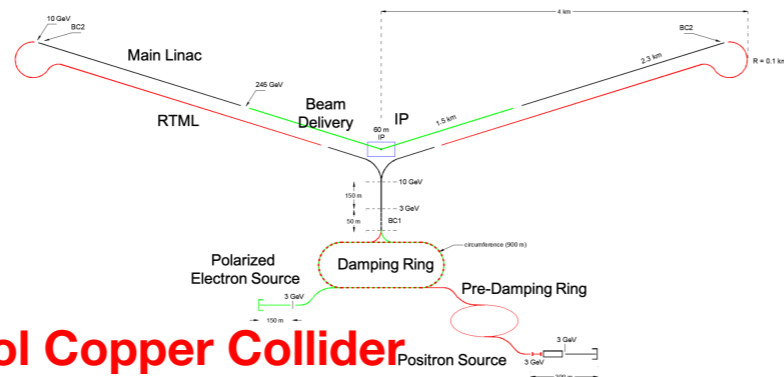 10 GeV
BC2
4 km
BC2
Main Linac
2.3 km
R = 0.1 km
245 GeV
Beam
Delivery
IP
1.5 km
RTML
60 m
IP
10 GeV
150 m
3 GeV
50 m
BC1
circumference (900 m)
Polarized
Electron Source
Damping Ring
3 GeV
Pre-Damping Ring
150 m
3 GeV
ol Copper Collider
Positron Source
3 GeV